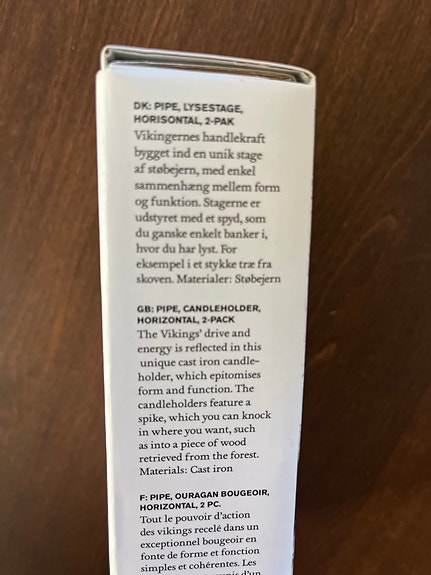 DK: PIPE, LYSESTAGE,
HORISONTAL, 2-PAK
Vikingernes handlekraft
bygget ind en unik stage
af støbejern, med enkel
sammenhæng mellem form
og funktion. Stagerne er
udstyret med et spyd, som
du ganske enkelt banker i,
hvor du har lyst. For
eksempel i et stykke træ fra
skoven. Materialer: Støbejern
GB: PIPE, CANDLEHOLDER,
HORIZONTAL, 2-PACK
The Vikings' drive and
energy is reflected in this
unique cast iron candle-
holder, which epitomises
form and function. The
candleholders feature a
spike, which you can knock
in where you want, such
as into a piece of wood
retrieved from the forest.
Materials: Cast iron
F: PIPE, OURAGAN BOUGEOIR,
HORIZONTAL, 2 PC.
Tout le pouvoir d'action
des vikings recelé dans un
exceptionnel bougeoir en
fonte de forme et fonction
simples et cohérentes. Les
d'un